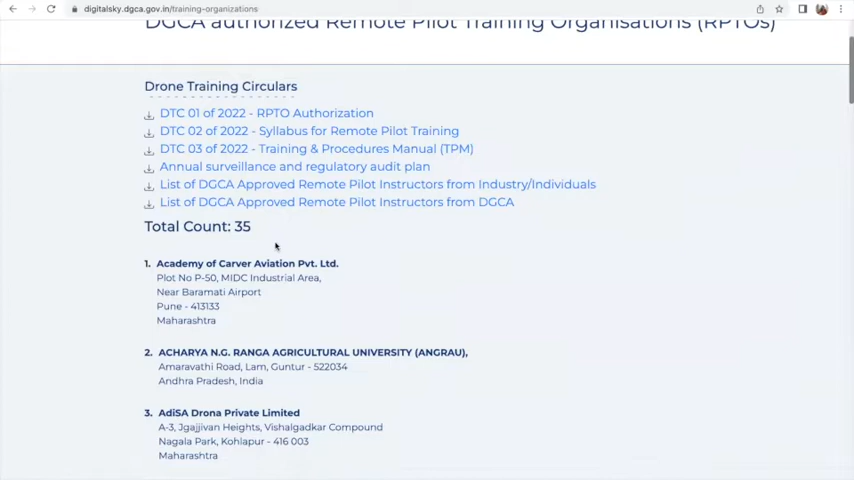 digitalsky.dgca.gov.in/training-organizations
DGCA authorized Remote Pilot Training Organisations (RPTOs)
Drone Training Circulars
DTC 01 of 2022 - RPTO Authorization
DTC 02 of 2022 - Syllabus for Remote Pilot Training
DTC 03 of 2022 - Training & Procedures Manual (TPM)
Annual surveillance and regulatory audit plan
List of DGCA Approved Remote Pilot Instructors from Industry/Individuals
List of DGCA Approved Remote Pilot Instructors from DGCA
Total Count: 35
1. Academy of Carver Aviation Pvt. Ltd.
Plot No P-50, MIDC Industrial Area,
Near Baramati Airport
Pune - 413133
Maharashtra
2. ACHARYA N.G. RANGA AGRICULTURAL UNIVERSITY (ANGRAU),
Amaravathi Road, Lam, Guntur - 522034
Andhra Pradesh, India
3. AdiSA Drona Private Limited
A-3, Jgajjivan Heights, Vishalgadkar Compound
Nagala Park, Kohlapur - 416 003
Maharashtra